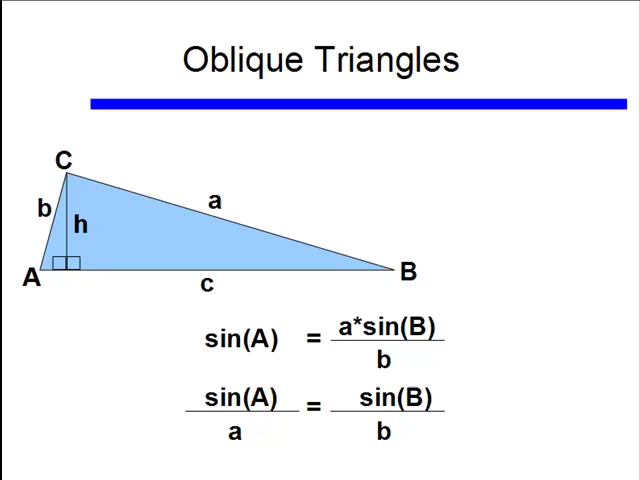 Oblique Triangles
C
b
h
a
A
B
c
sin(A) = a*sin(B)
b
sin(A) = sin(B)
a b